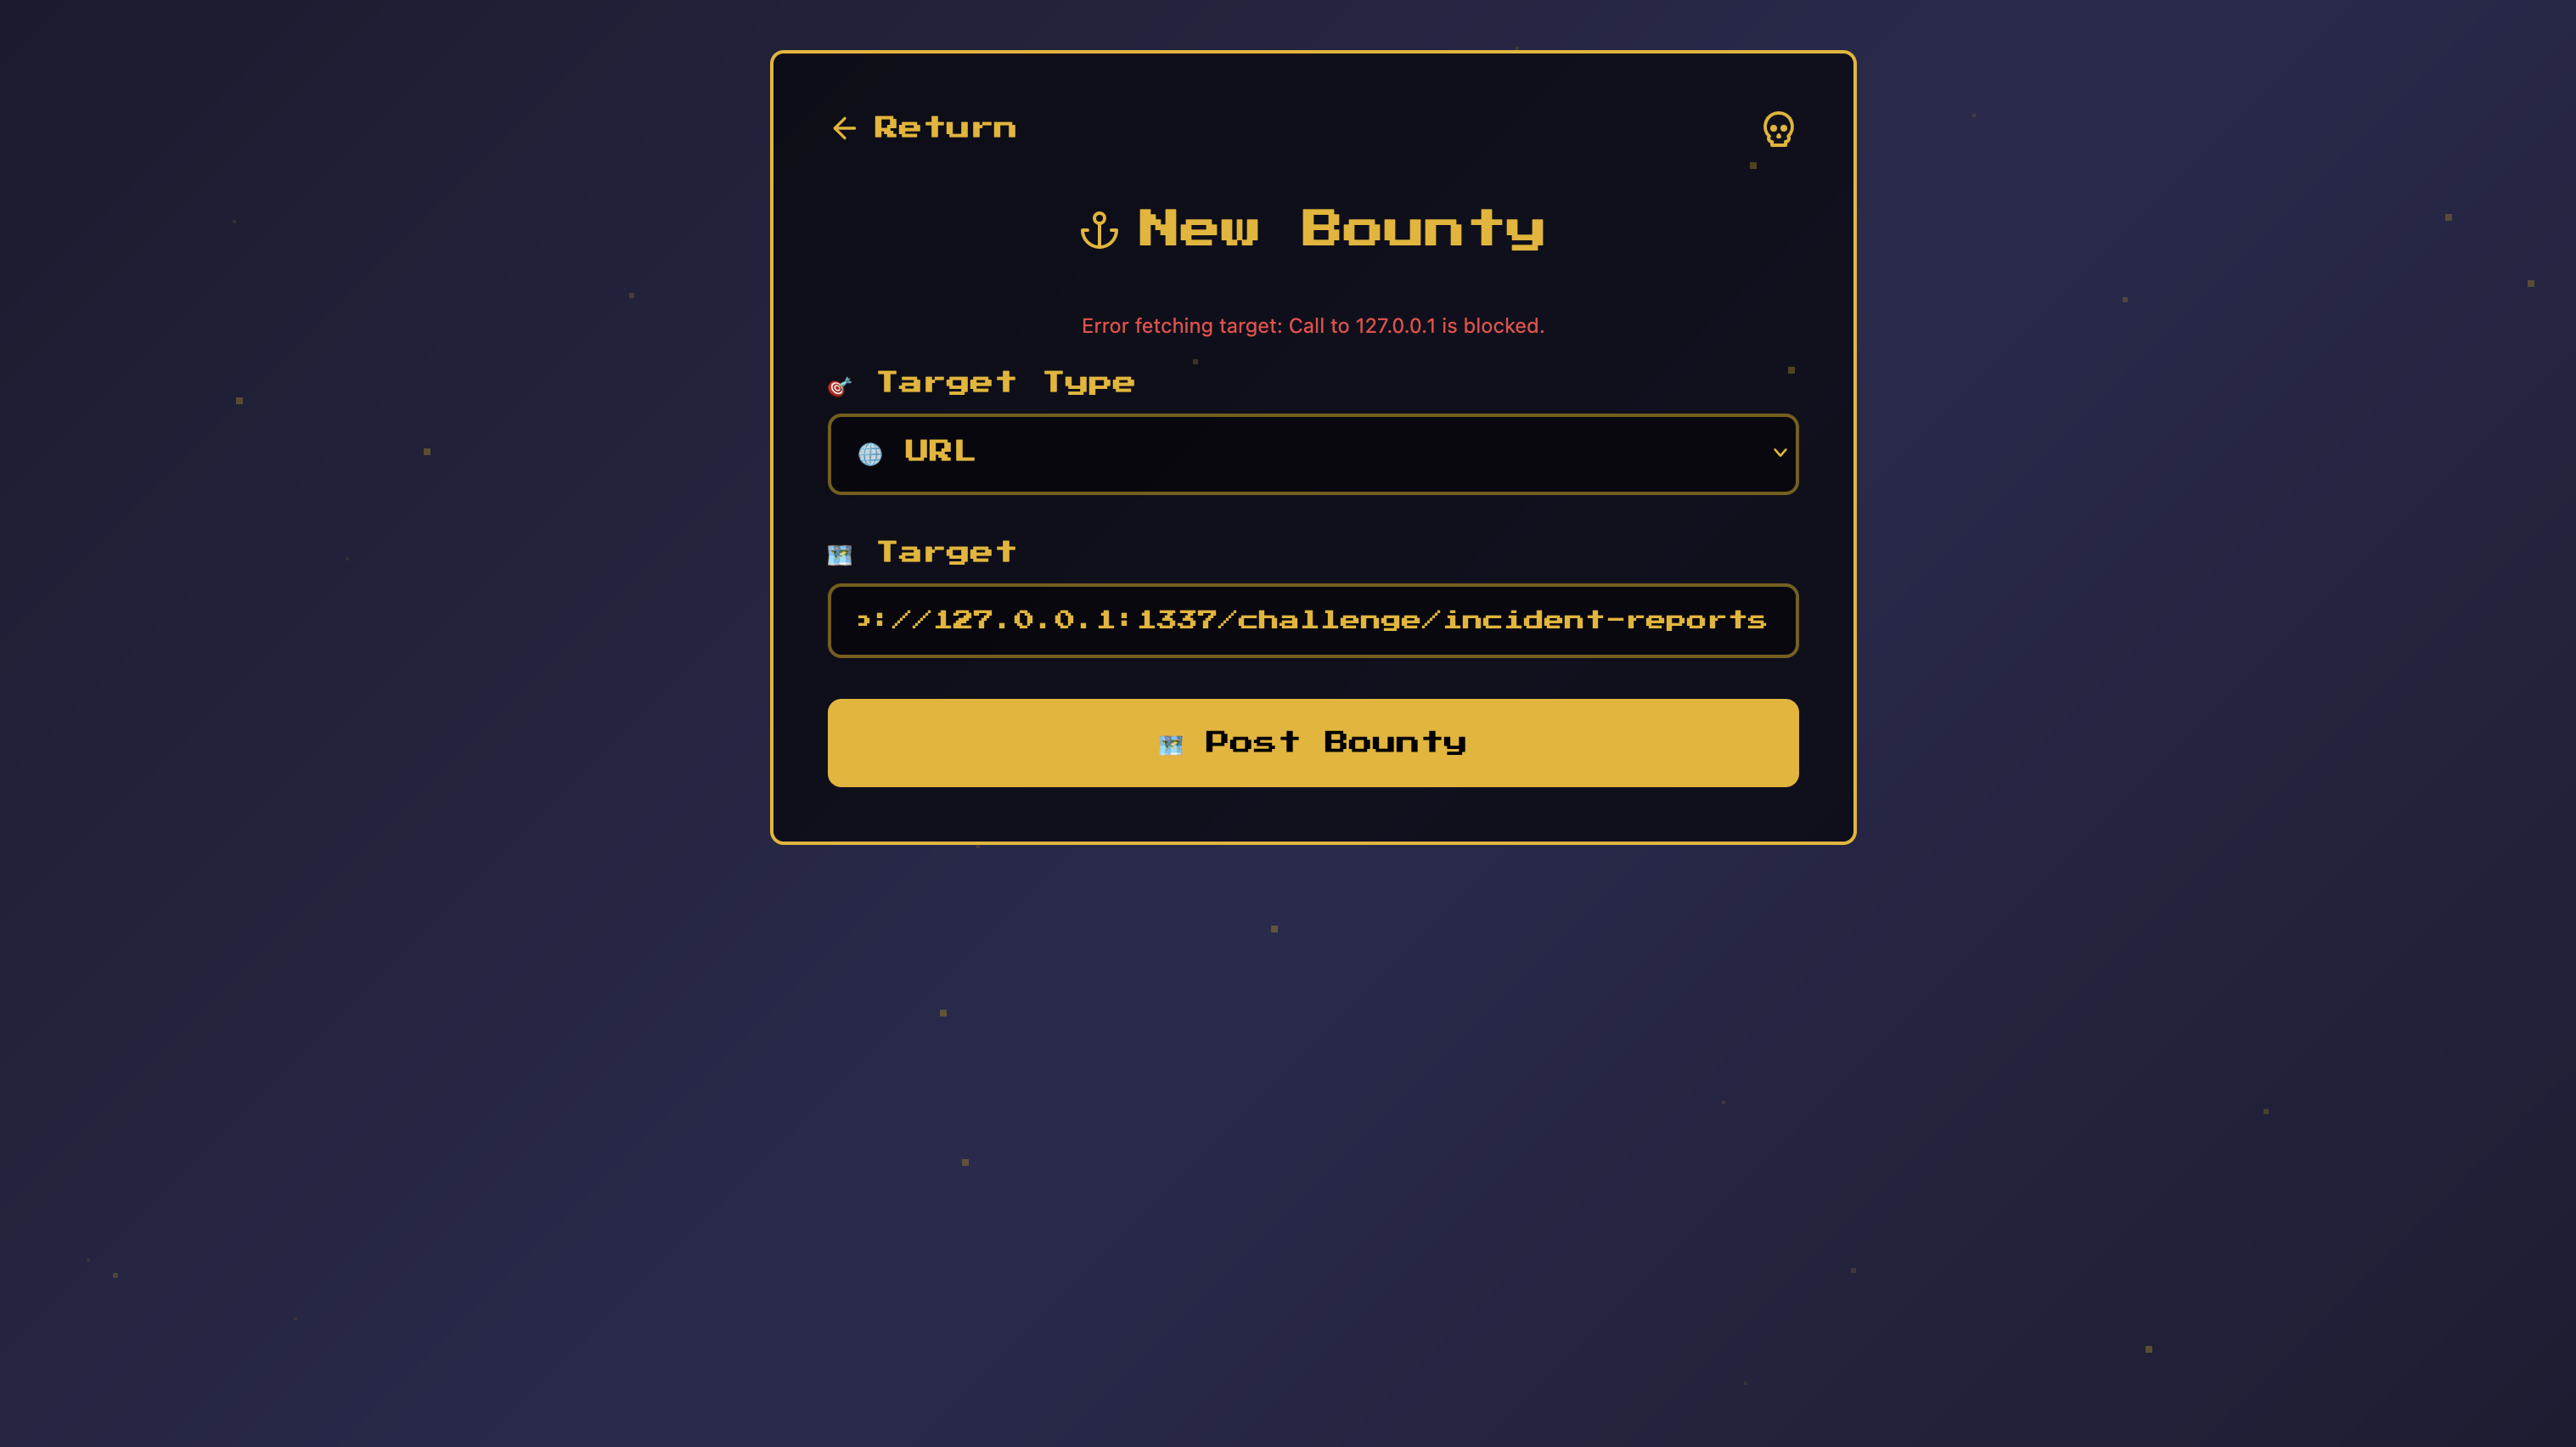 Return
New Bounty
Error fetching target: Call to 127.0.0.1 is blocked.
Target Type
URL
Target
://127.0.0.1:1337/challenge/incident-reports
Post Bounty